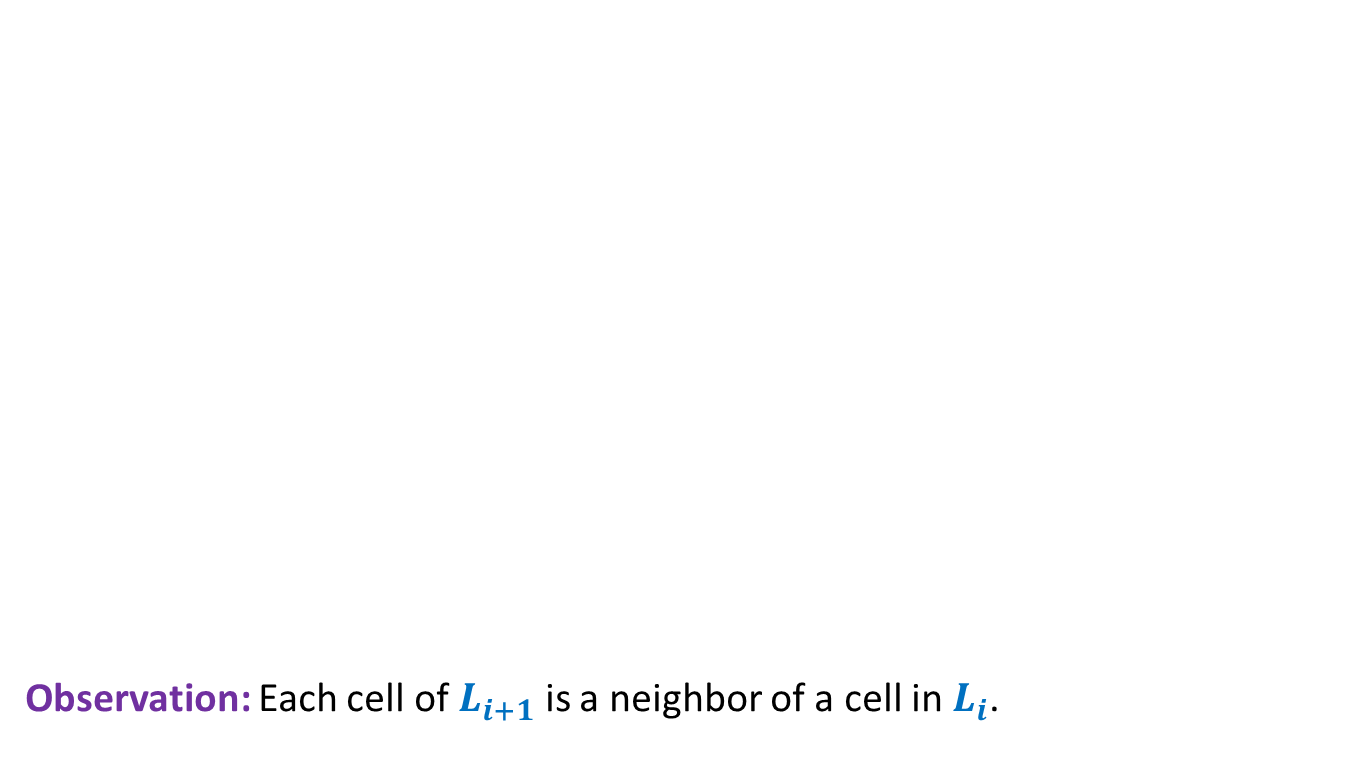 Observation: Each cell of $L_{i+1}$ is a neighbor of a cell in $L_i$.